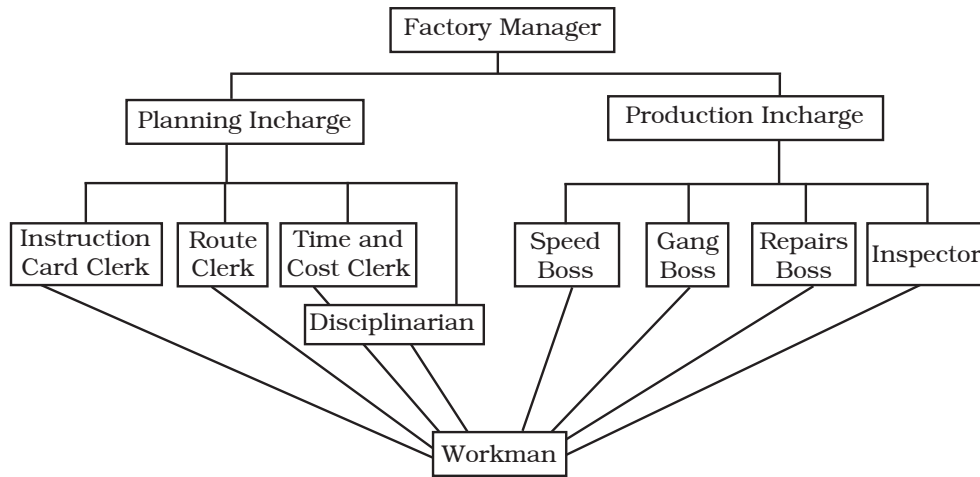 Factory Manager
Planning Incharge
Production Incharge
Instruction
Card Clerk
Route
Clerk
Time and
Cost Clerk
Disciplinarian
Speed
Boss
Gang
Boss
Repairs
Boss
Inspector
Workman